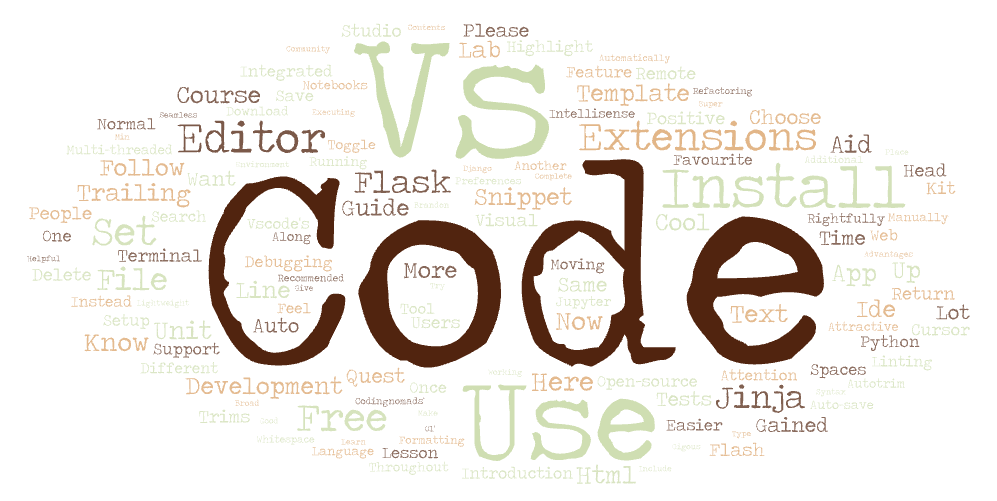 Studio Contents Please
Community Vs Lab Highlight
Automatically
Integrated Notebooks Feature Remote
Course Save Template Refactoring
Super
Seamless Download Executing Intellisense Positive Choose
Normal Editor Toggle Extensions Aid
Multi-threaded Running Favourite Additional Place
Follow Environment Django Another Complete Head
Want Flask Preferences Install Kit
Trailing Guide Snippet
People Search Visual Cool Rightfully Manually
One Set Vscode's Along Time Web
Helpful Terminal Debugging More Moving Advantages
Delete File Recommended Try Same App Up
Line Give Jupyter Return
Instead Lightweight Feel Tool Now Text Ide Lot
Setup Unit Auto Users Attractive Cursor
Know Support Python
Different Code Linting
Development Quest Working Here Open-source Attention Spaces
Once Autotrim
Broad Codingnomads Use Tests Jinja Syntax
Trims Good Free Make Easier Gained Auto-save
Whitespace Learn Formatting Type
Language Lesson Flash
Throughout Introduction Html Include